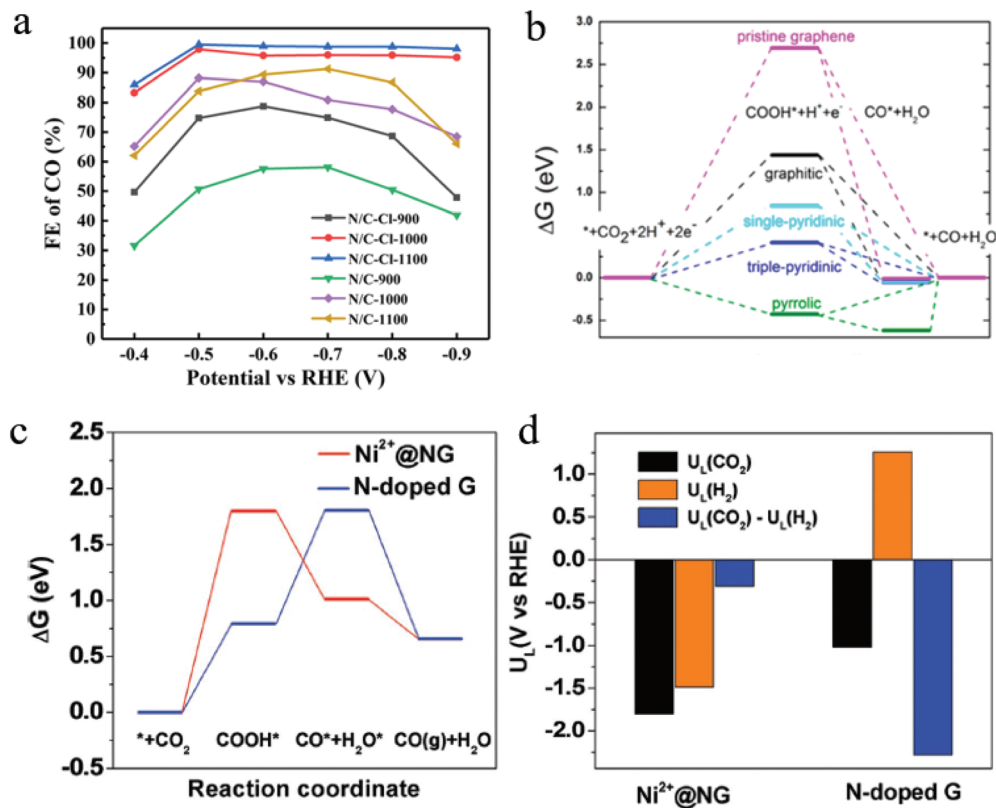 a
FE of CO (%)
100
90
80
70
60
50
40
30
20
10
0
N/C-Cl-900
N/C-Cl-1000
N/C-Cl-1100
N/C-900
N/C-1000
N/C-1100
-0.4
-0.5
-0.6
-0.7
-0.8
-0.9
Potential vs RHE (V)
b
ΔG (eV)
3.0
2.5
2.0
1.5
1.0
0.5
0.0
-0.5
pristine graphene
COOH*+H⁺+e⁻
CO*+H₂O
graphitic
single-pyridinic
*+CO₂+2H⁺+2e⁻
*+CO+H₂O
triple-pyridinic
pyrrolic
c
ΔG (eV)
2.5
2.0
1.5
1.0
0.5
0.0
-0.5
Ni²⁺@NG
N-doped G
*+CO₂
COOH*
CO*+H₂O*
CO(g)+H₂O
Reaction coordinate
d
U_L(V vs RHE)
1.0
0.5
0.0
-0.5
-1.0
-1.5
-2.0
U_L(CO₂)
U_L(H₂)
U_L(CO₂) - U_L(H₂)
Ni²⁺@NG
N-doped G